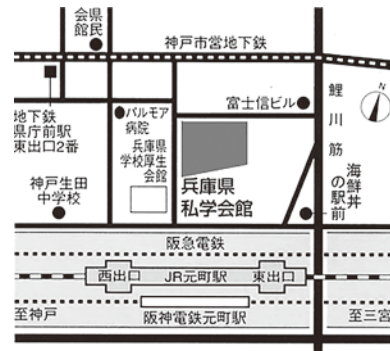 県民
会館
神戸市営地下鉄
地下鉄
県庁前駅
東出口2番
パルモア
病院
兵庫県
学校厚生
会館
富士信ビル
N
鯉川筋
海鮮丼
の駅前
神戸生田
中学校
兵庫県
私学会館
阪急電鉄
西出口
JR元町駅
東出口
至神戸
阪神電鉄元町駅
至三宮